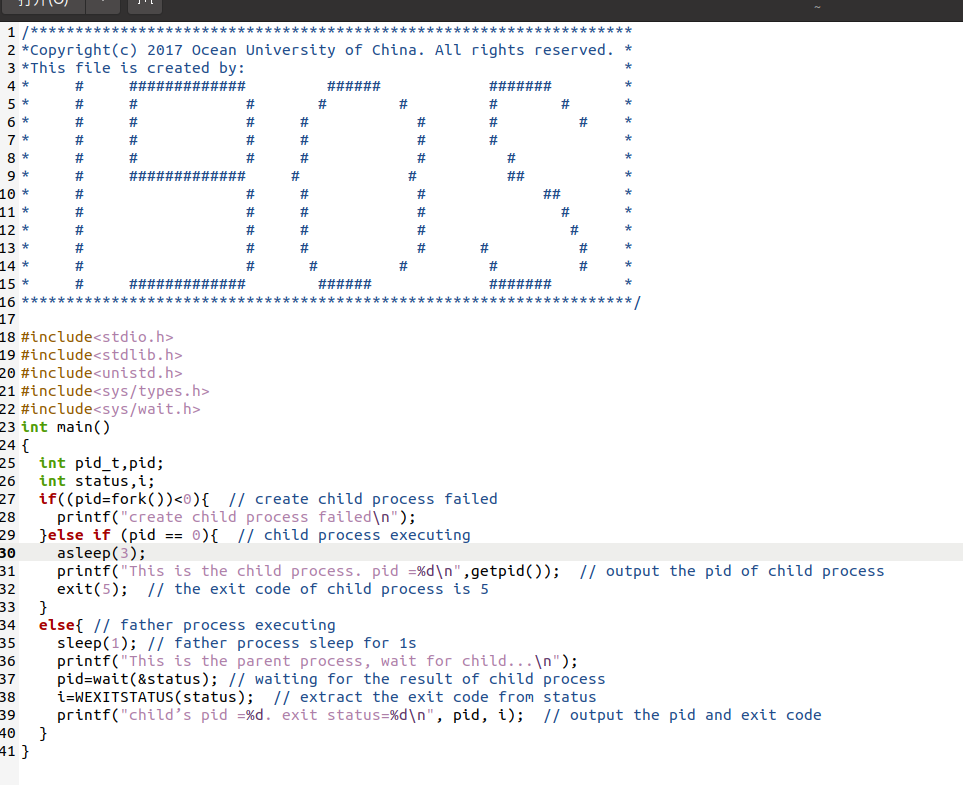 打开(O)
1 /*******************************************************************
2 *Copyright(c) 2017 Ocean University of China. All rights reserved. *
3 *This file is created by:                                          *
4 *     #     #############         ######            #######        *
5 *     #     #            #       #        #         #       #      *
6 *     #     #            #     #            #       #         #    *
7 *     #     #            #     #            #       #              *
8 *     #     #            #     #            #         #            *
9 *     #     #############     #            #          ##           *
10 *     #                  #     #            #             ##       *
11 *     #                  #     #            #               #      *
12 *     #                  #     #            #                #     *
13 *     #                  #     #            #      #          #    *
14 *     #                  #      #         #         #         #    *
15 *     #     #############        ######             #######        *
16 ********************************************************************/
17
18 #include<stdio.h>
19 #include<stdlib.h>
20 #include<unistd.h>
21 #include<sys/types.h>
22 #include<sys/wait.h>
23 int main()
24 {
25   int pid_t,pid;
26   int status,i;
27   if((pid=fork())<0){  // create child process failed
28     printf("create child process failed\n");
29   }else if (pid == 0){  // child process executing
30     asleep(3);
31     printf("This is the child process. pid =%d\n",getpid());  // output the pid of child process
32     exit(5);  // the exit code of child process is 5
33   }
34   else{ // father process executing
35     sleep(1); // father process sleep for 1s
36     printf("This is the parent process, wait for child...\n");
37     pid=wait(&status); // waiting for the result of child process
38     i=WEXITSTATUS(status);  // extract the exit code from status
39     printf("child’s pid =%d. exit status=%d\n", pid, i);  // output the pid and exit code
40   }
41 }